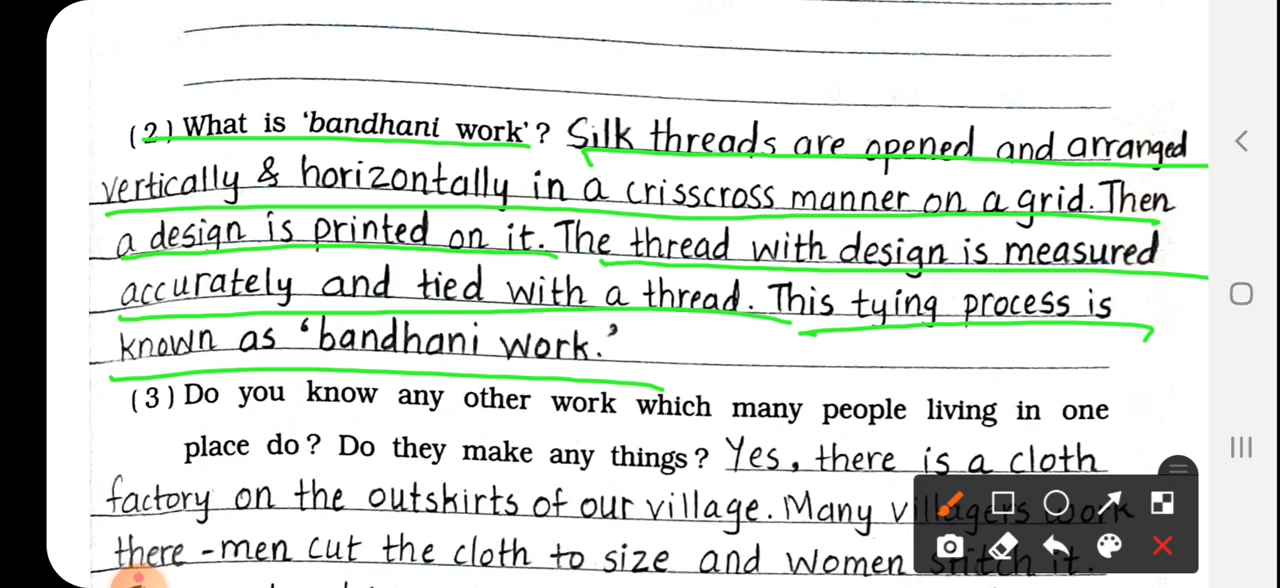 (2) What is 'bandhani work'? Silk threads are opened and arranged
vertically & horizontally in a crisscross manner on a grid. Then
a design is printed on it. The thread with design is measured
accurately and tied with a thread. This tying process is
known as 'bandhani work.'
(3) Do you know any other work which many people living in one
place do? Do they make any things? Yes, there is a cloth
factory on the outskirts of our village. Many villagers work
there - men cut the cloth to size and women stitch it.